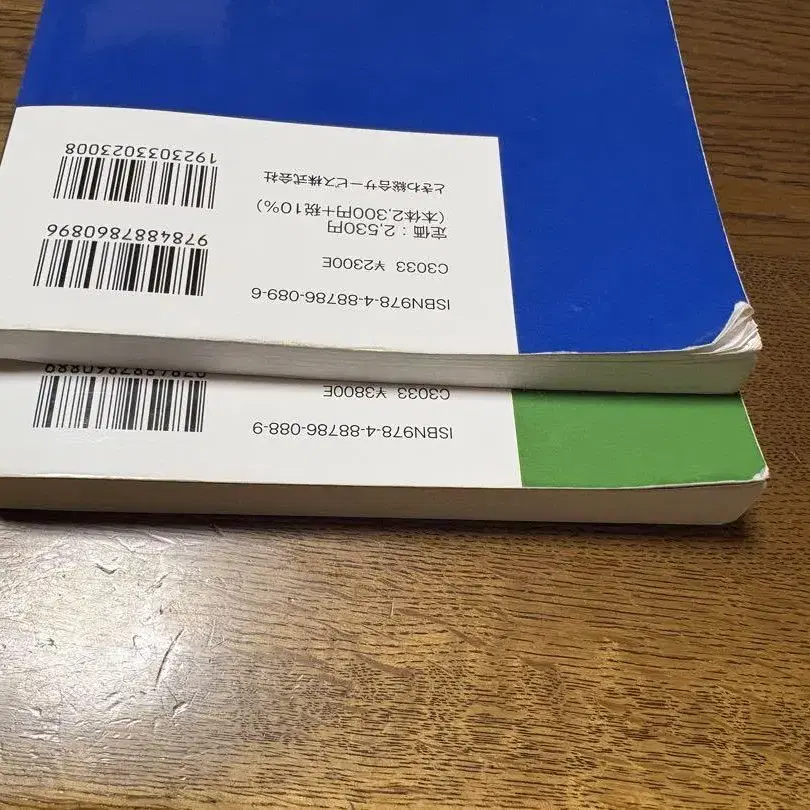 ISBN978-4-88786-088-9
C3033 ¥3800E
9784887860889
ISBN978-4-88786-089-6
C3033 ¥2300E
定価：2,530円
（本体2,300円+税10%）
ときわ総合サービス株式会社
9784887860896
1923033023008